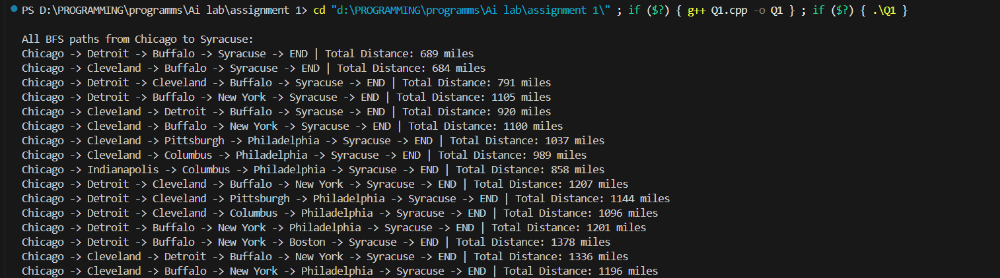 PS D:\PROGRAMMING\programms\Ai lab\assignment 1> cd "d:\PROGRAMMING\programms\Ai lab\assignment 1\" ; if ($?) { g++ Q1.cpp -o Q1 } ; if ($?) { .\Q1 }
All BFS paths from Chicago to Syracuse:
Chicago -> Detroit -> Buffalo -> Syracuse -> END | Total Distance: 689 miles
Chicago -> Cleveland -> Buffalo -> Syracuse -> END | Total Distance: 684 miles
Chicago -> Detroit -> Cleveland -> Buffalo -> Syracuse -> END | Total Distance: 791 miles
Chicago -> Detroit -> Buffalo -> New York -> Syracuse -> END | Total Distance: 1105 miles
Chicago -> Cleveland -> Detroit -> Buffalo -> Syracuse -> END | Total Distance: 920 miles
Chicago -> Cleveland -> Buffalo -> New York -> Syracuse -> END | Total Distance: 1100 miles
Chicago -> Cleveland -> Pittsburgh -> Philadelphia -> Syracuse -> END | Total Distance: 1037 miles
Chicago -> Cleveland -> Columbus -> Philadelphia -> Syracuse -> END | Total Distance: 989 miles
Chicago -> Indianapolis -> Columbus -> Philadelphia -> Syracuse -> END | Total Distance: 858 miles
Chicago -> Detroit -> Cleveland -> Buffalo -> New York -> Syracuse -> END | Total Distance: 1207 miles
Chicago -> Detroit -> Cleveland -> Pittsburgh -> Philadelphia -> Syracuse -> END | Total Distance: 1144 miles
Chicago -> Detroit -> Cleveland -> Columbus -> Philadelphia -> Syracuse -> END | Total Distance: 1096 miles
Chicago -> Detroit -> Buffalo -> New York -> Philadelphia -> Syracuse -> END | Total Distance: 1201 miles
Chicago -> Detroit -> Buffalo -> New York -> Boston -> Syracuse -> END | Total Distance: 1378 miles
Chicago -> Cleveland -> Detroit -> Buffalo -> New York -> Syracuse -> END | Total Distance: 1336 miles
Chicago -> Cleveland -> Buffalo -> New York -> Philadelphia -> Syracuse -> END | Total Distance: 1196 miles